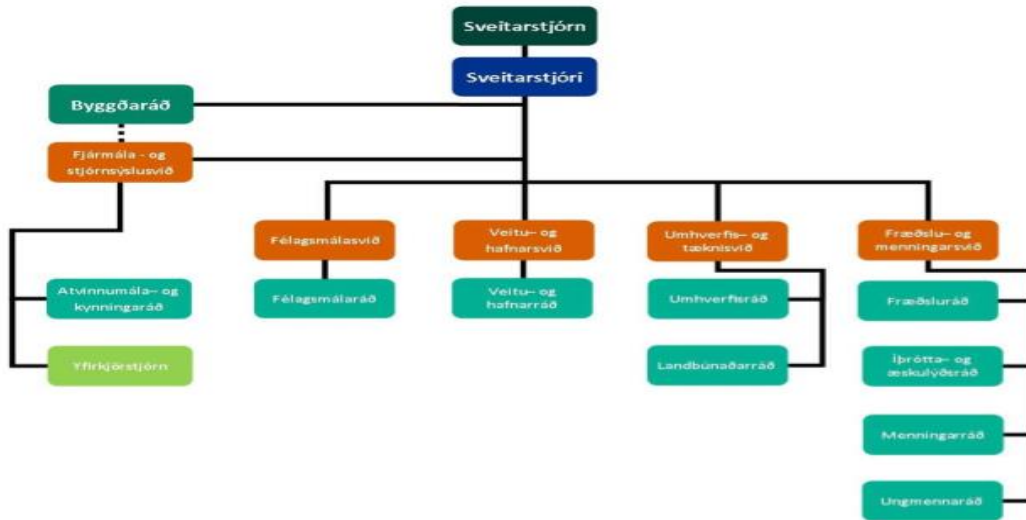 Sveitarstjórn
Sveitarstjóri
Byggðaráð
Fjármála - og
stjórnsýslusvið
Atvinnumála- og
kynningaráð
Yfirkjörstjórn
Félagsmálasvið
Félagsmálaráð
Veitu- og
hafnarsvið
Veitu- og
hafnarráð
Umhverfis- og
tæknisvið
Umhverfisráð
Landbúnaðarráð
Fræðslu- og
menningarsvið
Fræðsluráð
Íþrótta- og
æskulýðsráð
Menningarráð
Ungmennaráð